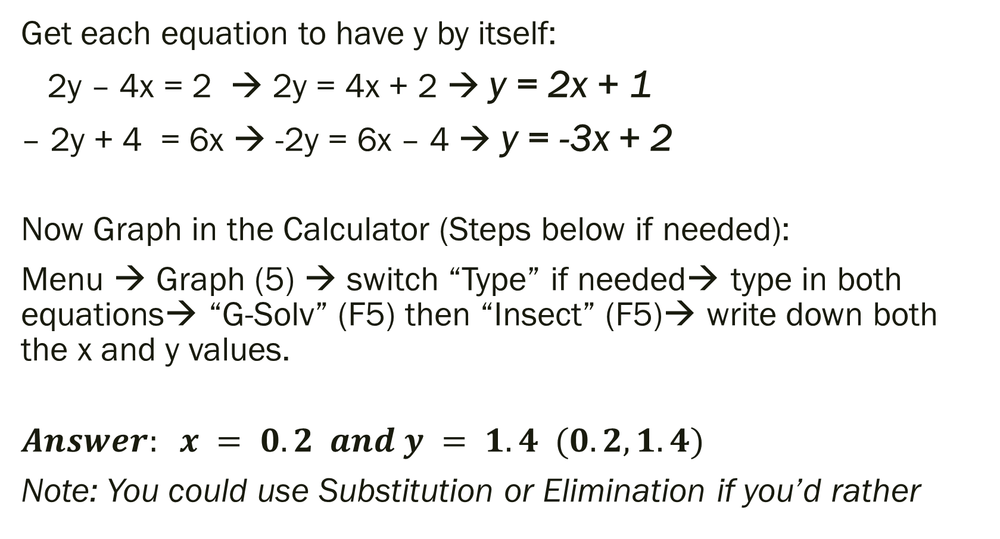 Get each equation to have y by itself:
2y – 4x = 2 → 2y = 4x + 2 → y = 2x + 1
– 2y + 4 = 6x → -2y = 6x – 4 → y = -3x + 2
Now Graph in the Calculator (Steps below if needed):
Menu → Graph (5) → switch “Type” if needed→ type in both
equations→ “G-Solv” (F5) then “Insect” (F5)→ write down both
the x and y values.
Answer: x = 0.2 and y = 1.4 (0.2,1.4)
Note: You could use Substitution or Elimination if you’d rather